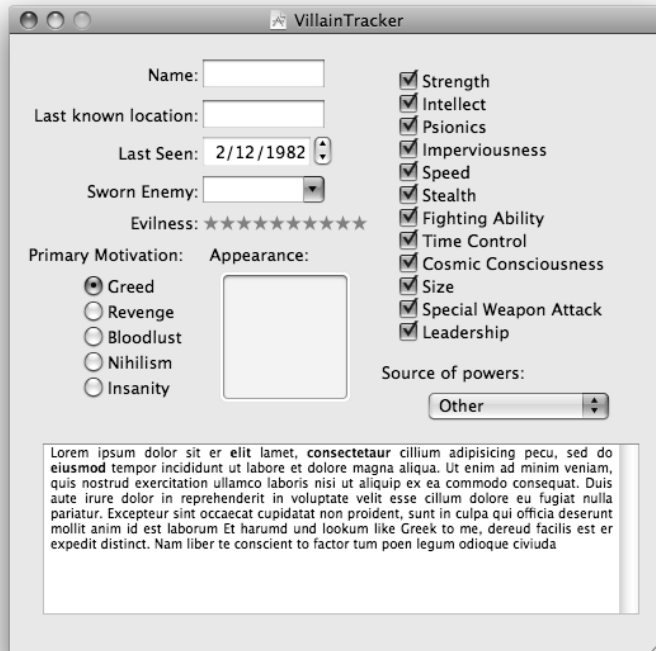 VillainTracker
Name:
Last known location:
Last Seen: 2/12/1982
Sworn Enemy:
Evilness: ★★★★★★★★★★
Primary Motivation:
Greed
Revenge
Bloodlust
Nihilism
Insanity
Appearance:
Strength
Intellect
Psionics
Imperviousness
Speed
Stealth
Fighting Ability
Time Control
Cosmic Consciousness
Size
Special Weapon Attack
Leadership
Source of powers:
Other
Lorem ipsum dolor sit er elit lamet, consectetaur cillium adipisicing pecu, sed do
eiusmod tempor incididunt ut labore et dolore magna aliqua. Ut enim ad minim veniam,
quis nostrud exercitation ullamco laboris nisi ut aliquip ex ea commodo consequat. Duis
aute irure dolor in reprehenderit in voluptate velit esse cillum dolore eu fugiat nulla
pariatur. Excepteur sint occaecat cupidatat non proident, sunt in culpa qui officia deserunt
mollit anim id est laborum Et harumd und lookum like Greek to me, dereud facilis est er
expedit distinct. Nam liber te conscient to factor tum poen legum odioque civiuda